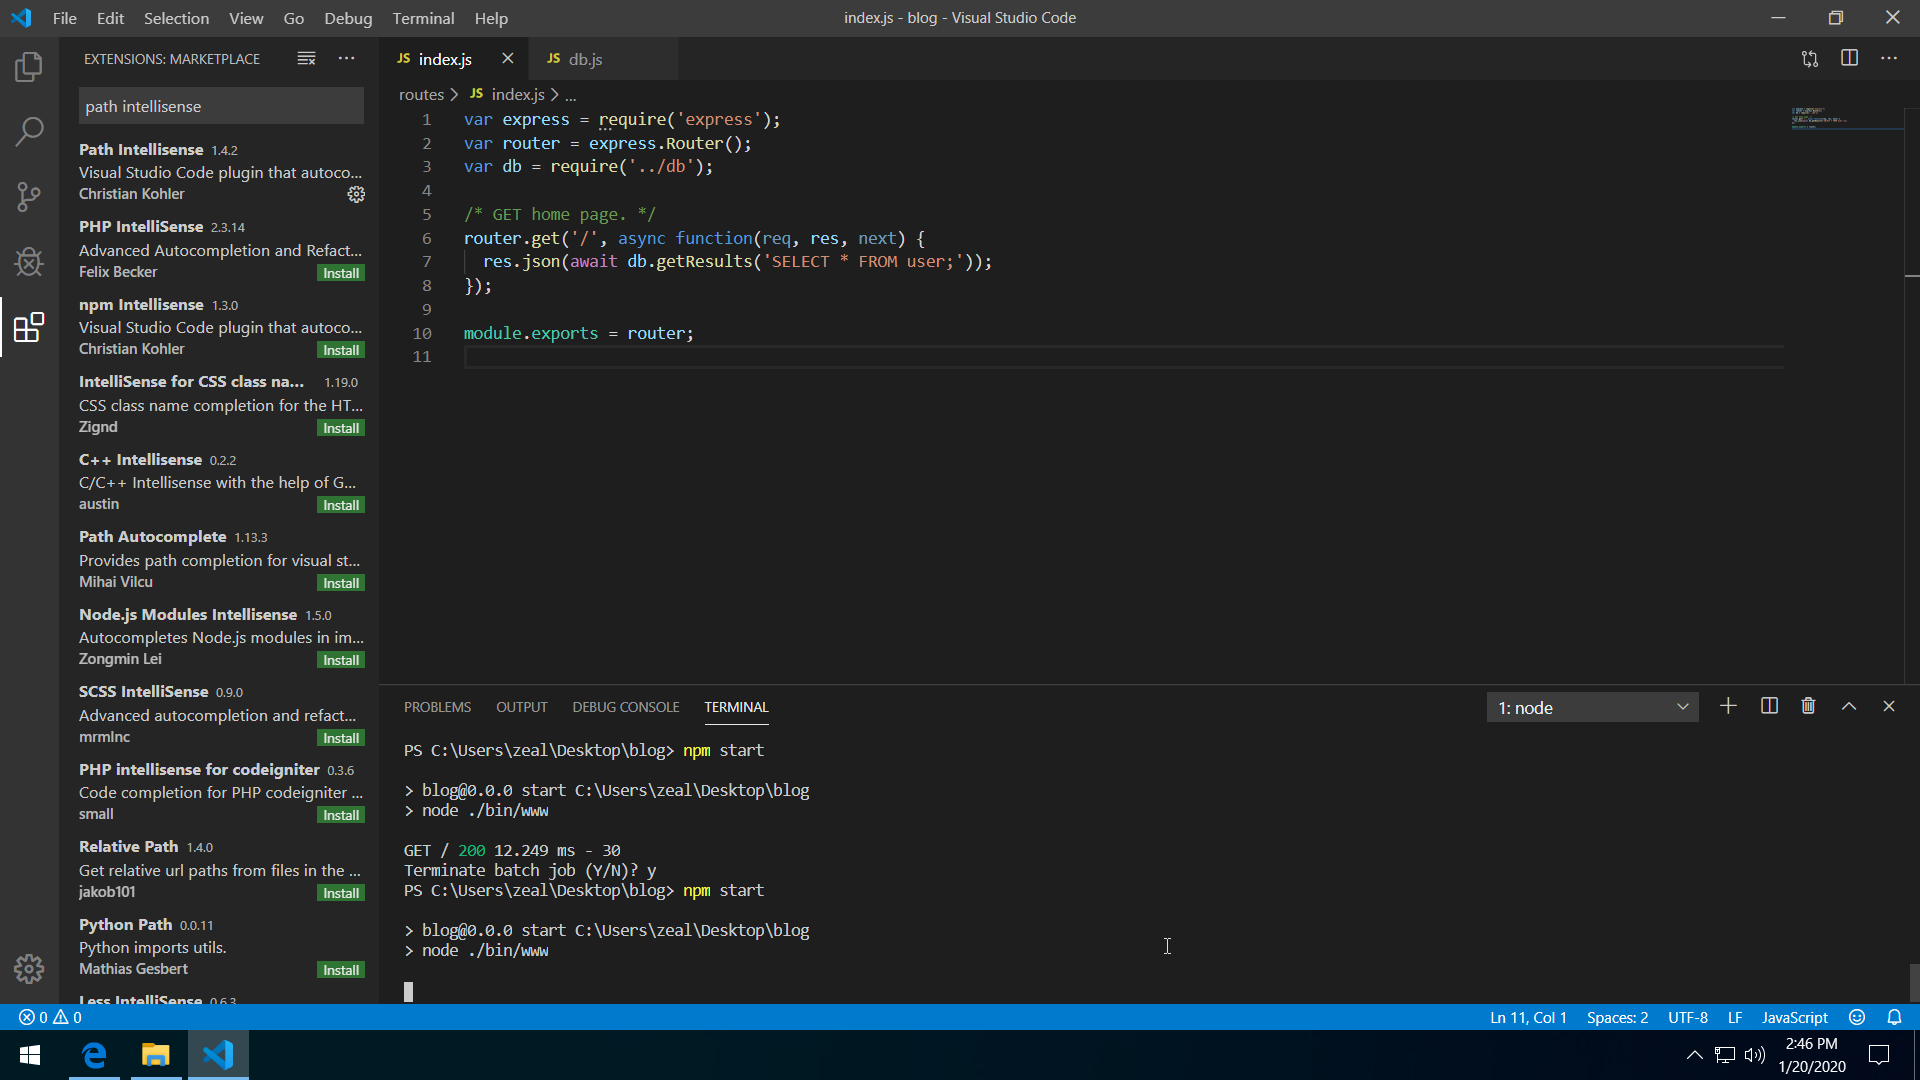 File Edit Selection View Go Debug Terminal Help
index.js - blog - Visual Studio Code
EXTENSIONS: MARKETPLACE
path intellisense
Path Intellisense 1.4.2
Visual Studio Code plugin that autoco...
Christian Kohler
PHP IntelliSense 2.3.14
Advanced Autocompletion and Refact...
Felix Becker Install
npm Intellisense 1.3.0
Visual Studio Code plugin that autoco...
Christian Kohler Install
IntelliSense for CSS class na... 1.19.0
CSS class name completion for the HT...
Zignd Install
C++ Intellisense 0.2.2
C/C++ Intellisense with the help of G...
austin Install
Path Autocomplete 1.13.3
Provides path completion for visual st...
Mihai Vilcu Install
Node.js Modules Intellisense 1.5.0
Autocompletes Node.js modules in im...
Zongmin Lei Install
SCSS IntelliSense 0.9.0
Advanced autocompletion and refact...
mrmlnc Install
PHP intellisense for codeigniter 0.3.6
Code completion for PHP codeigniter ...
small Install
Relative Path 1.4.0
Get relative url paths from files in the ...
jakob101 Install
Python Path 0.0.11
Python imports utils.
Mathias Gesbert Install
Less IntelliSense 0.6.3
JS index.js
JS db.js
routes > JS index.js > ...
1 var express = require('express');
2 var router = express.Router();
3 var db = require('../db');
4
5 /* GET home page. */
6 router.get('/', async function(req, res, next) {
7 res.json(await db.getResults('SELECT * FROM user;'));
8 });
9
10 module.exports = router;
11
PROBLEMS OUTPUT DEBUG CONSOLE TERMINAL
1: node
PS C:\Users\zeal\Desktop\blog> npm start
> blog@0.0.0 start C:\Users\zeal\Desktop\blog
> node ./bin/www
GET / 200 12.249 ms - 30
Terminate batch job (Y/N)? y
PS C:\Users\zeal\Desktop\blog> npm start
> blog@0.0.0 start C:\Users\zeal\Desktop\blog
> node ./bin/www
0 0
Ln 11, Col 1 Spaces: 2 UTF-8 LF JavaScript
2:46 PM
1/20/2020